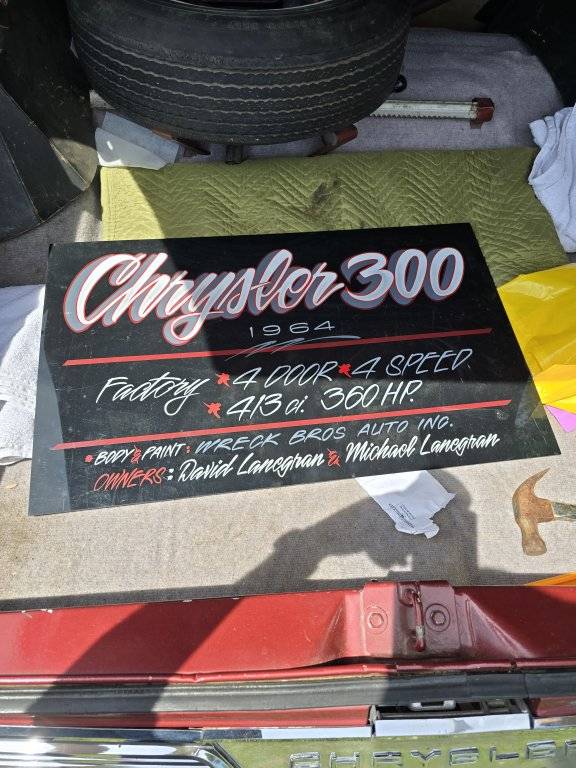 Chrysler 300
1964
Factory * 4 DOOR * 4 SPEED.
* 413 ci. 360 HP.
* BODY & PAINT: WRECK BROS AUTO INC.
OWNERS: David Lanegran & Michael Lanegran
CHRYSLER